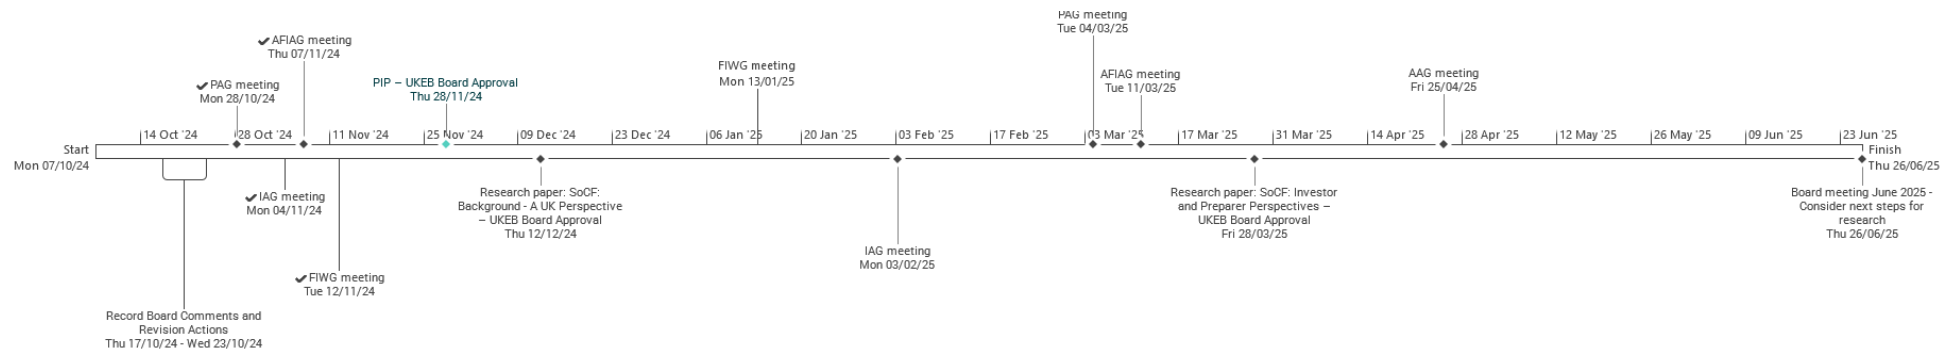 PAG meeting
Tue 04/03/25
✔AFIAG meeting
Thu 07/11/24
FIWG meeting
Mon 13/01/25
AFIAG meeting
Tue 11/03/25
AAG meeting
Fri 25/04/25
✔PAG meeting
Mon 28/10/24
PIP – UKEB Board Approval
Thu 28/11/24
14 Oct '24
28 Oct '24
11 Nov '24
25 Nov '24
09 Dec '24
23 Dec '24
06 Jan '25
20 Jan '25
03 Feb '25
17 Feb '25
03 Mar '25
17 Mar '25
31 Mar '25
14 Apr '25
28 Apr '25
12 May '25
26 May '25
09 Jun '25
23 Jun '25
Start
Mon 07/10/24
Finish
Thu 26/06/25
✔IAG meeting
Mon 04/11/24
Research paper: SoCF:
Background - A UK Perspective
– UKEB Board Approval
Thu 12/12/24
IAG meeting
Mon 03/02/25
Research paper: SoCF: Investor
and Preparer Perspectives –
UKEB Board Approval
Fri 28/03/25
Board meeting June 2025 -
Consider next steps for
research
Thu 26/06/25
✔FIWG meeting
Tue 12/11/24
Record Board Comments and
Revision Actions
Thu 17/10/24 - Wed 23/10/24